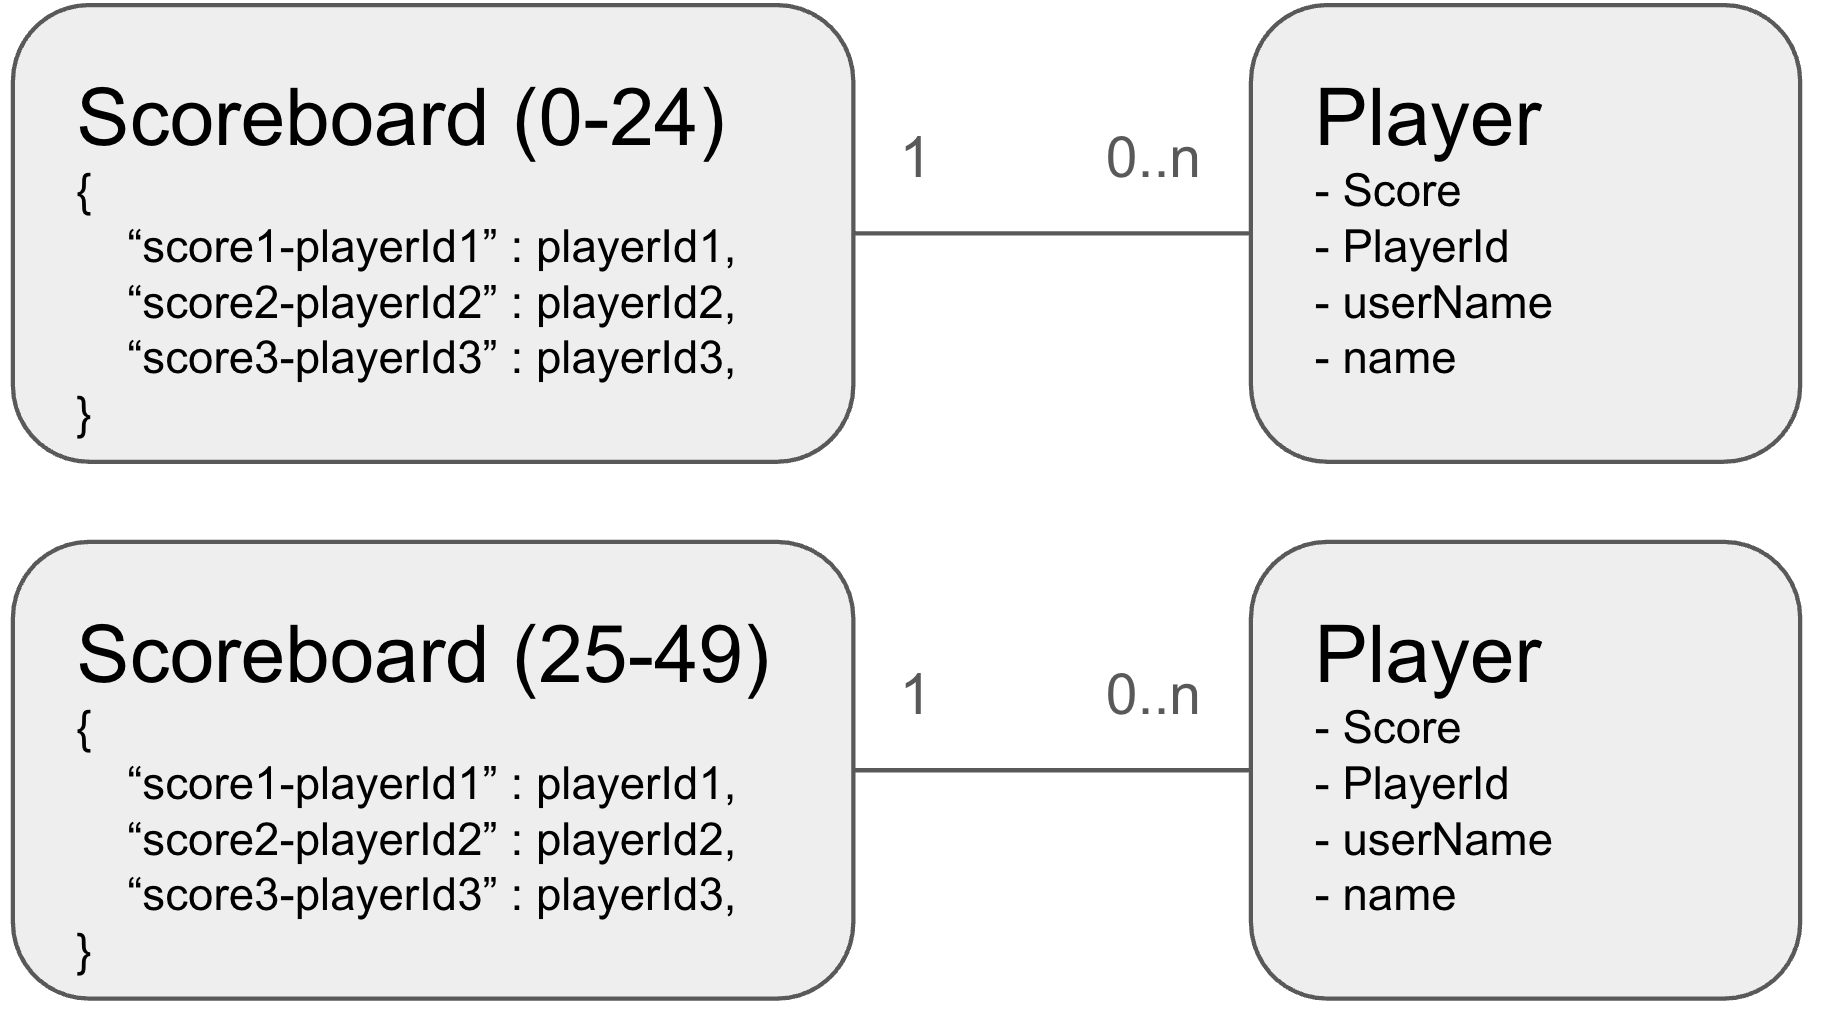 Scoreboard (0-24)
{
“score1-playerId1” : playerId1,
“score2-playerId2” : playerId2,
“score3-playerId3” : playerId3,
}
1
0..n
Player
- Score
- PlayerId
- userName
- name
Scoreboard (25-49)
{
“score1-playerId1” : playerId1,
“score2-playerId2” : playerId2,
“score3-playerId3” : playerId3,
}
1
0..n
Player
- Score
- PlayerId
- userName
- name